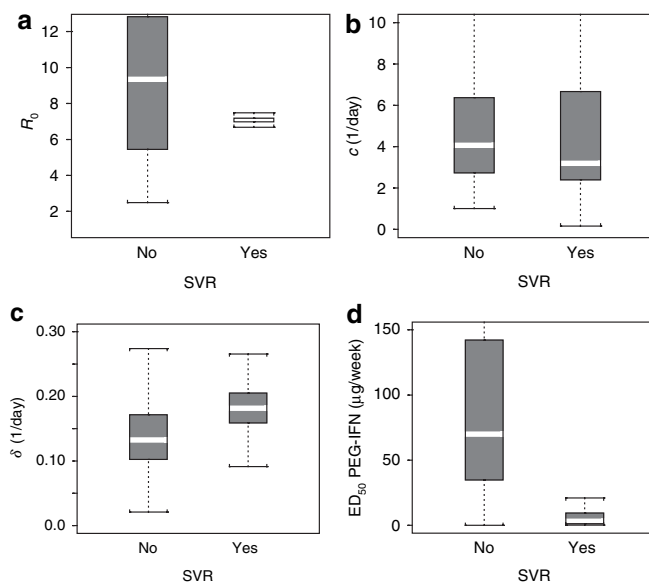 a
R0
12
10
8
6
4
2
No Yes
SVR
b
c (1/day)
10
8
6
4
2
0
No Yes
SVR
c
δ (1/day)
0.30
0.20
0.10
0.0
No Yes
SVR
d
ED50 PEG-IFN (µg/week)
150
100
50
0
No Yes
SVR